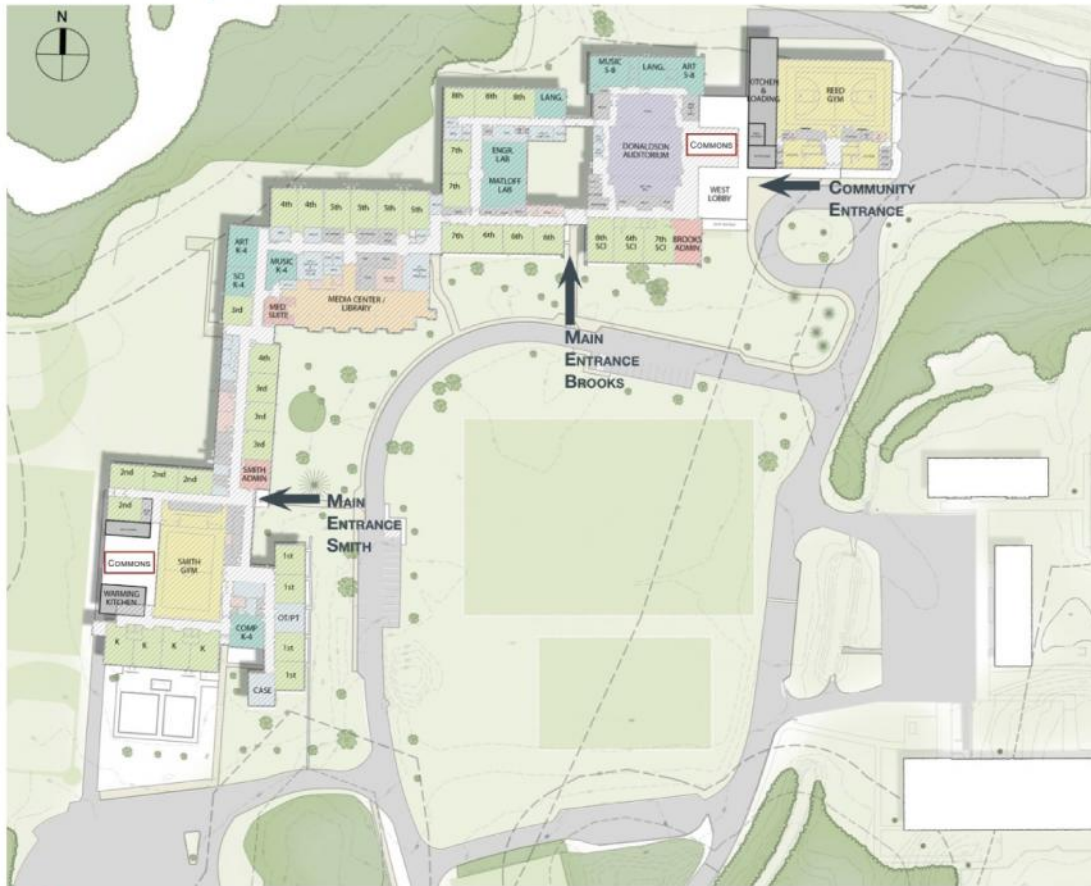 N
MUSIC
5-8
LANG.
ART
5-8
KITCHEN
&
LOADING
REED
GYM
8th
8th
8th
LANG.
DONALDSON
AUDITORIUM
COMMONS
ENGR.
LAB
MATLOFF
LAB
7th
7th
WEST
LOBBY
COMMUNITY
ENTRANCE
4th
4th
5th
5th
5th
5th
7th
6th
6th
6th
8th
SCI
6th
SCI
7th
SCI
BROOKS
ADMIN
ART
K-4
MUSIC
K-4
SCI
K-4
3rd
MED.
SUITE
MEDIA CENTER /
LIBRARY
MAIN
ENTRANCE
BROOKS
4th
3rd
3rd
3rd
SMITH
ADMIN
2nd
2nd
2nd
2nd
MAIN
ENTRANCE
SMITH
COMMONS
SMITH
GYM
1st
1st
WARMING
KITCHEN
OT/PT
COMP
K-4
K
K
K
K
1st
1st
CASE